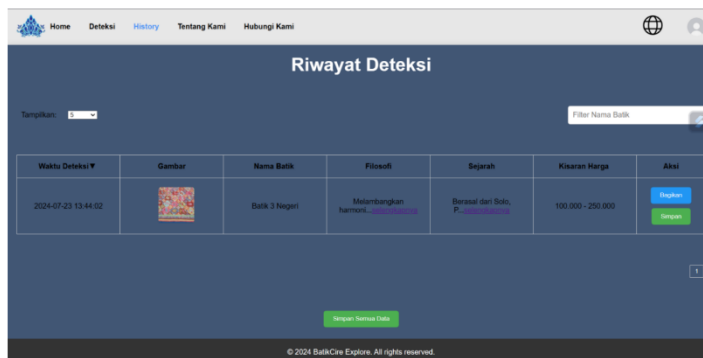 Home Deteksi History Tentang Kami Hubungi Kami
Riwayat Deteksi
Tampilkan: 5
Filter Nama Batik
Waktu Deteksi▼ Gambar Nama Batik Filosofi Sejarah Kisaran Harga Aksi
2024-07-23 13:44:02 Batik 3 Negeri Melambangkan harmoni...selengkapnya Berasal dari Solo, P...selengkapnya 100.000 - 250.000 Bagikan
Simpan
1
Simpan Semua Data
© 2024 BatikCire Explore. All rights reserved.